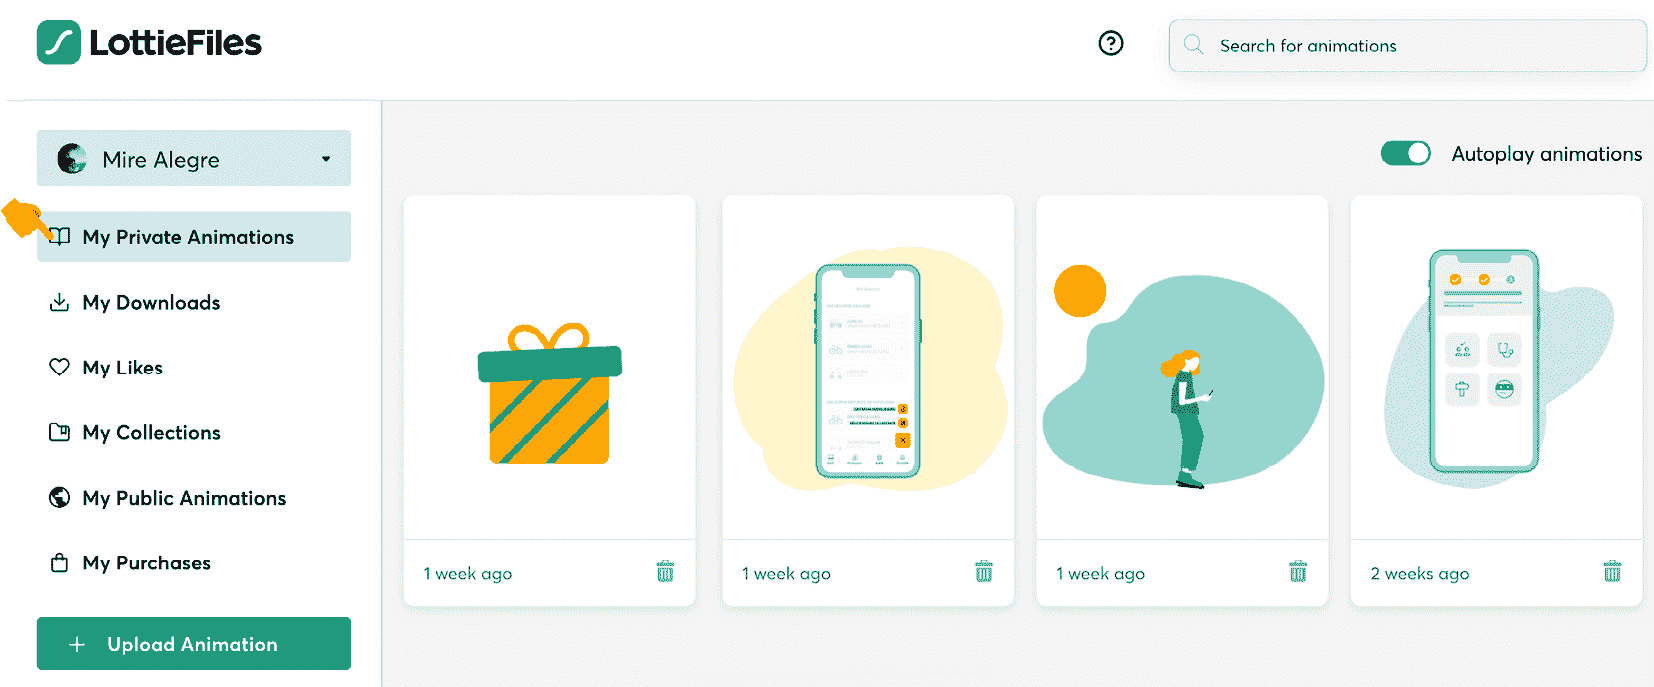 LottieFiles
Search for animations
Mire Alegre
Autoplay animations
My Private Animations
My Downloads
My Likes
My Collections
My Public Animations
My Purchases
Upload Animation
1 week ago
1 week ago
1 week ago
2 weeks ago